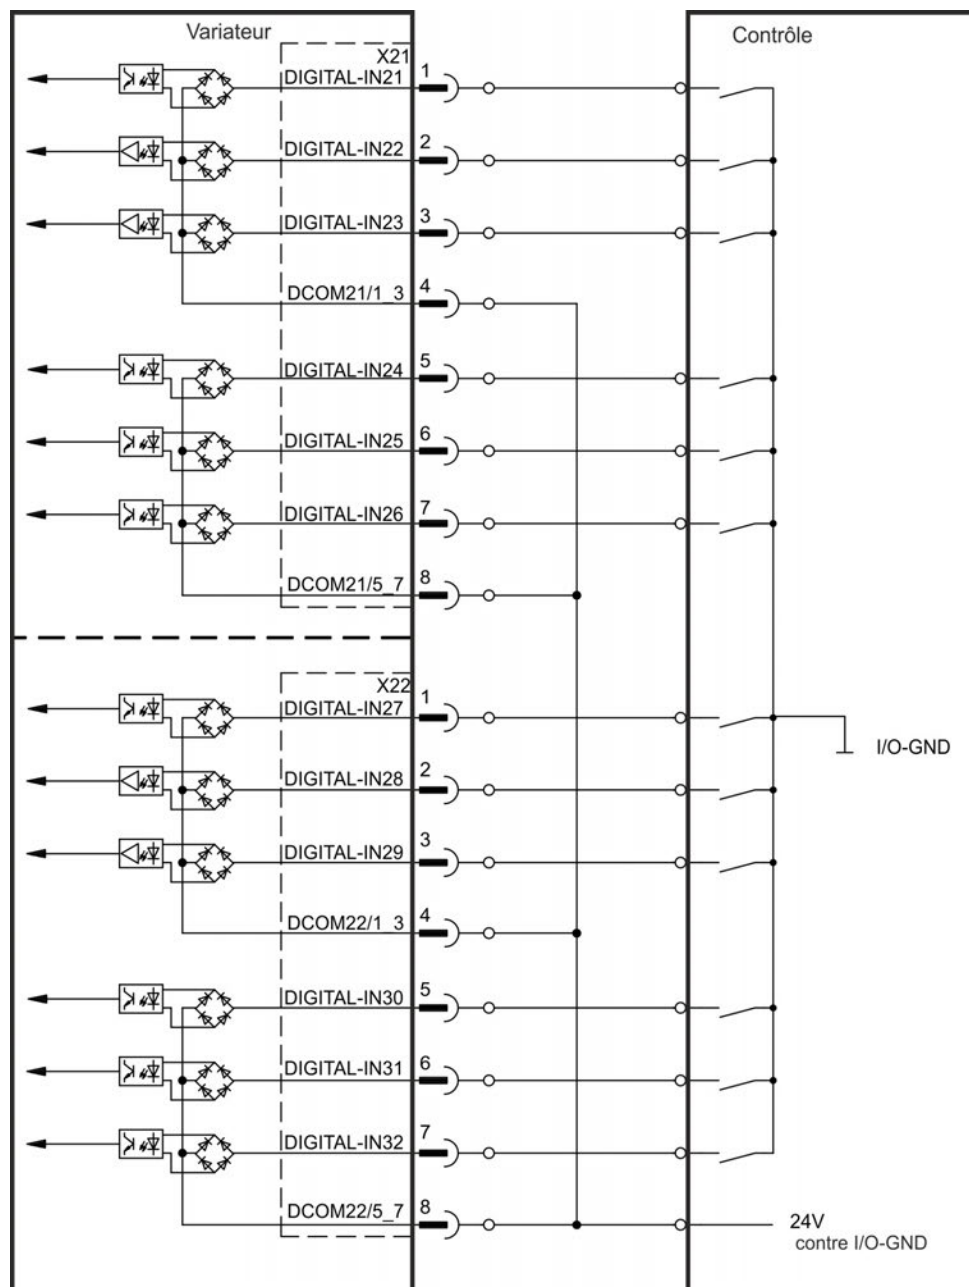 Variateur
Contrôle
X21
DIGITAL-IN21 1
DIGITAL-IN22 2
DIGITAL-IN23 3
DCOM21/1_3 4
DIGITAL-IN24 5
DIGITAL-IN25 6
DIGITAL-IN26 7
DCOM21/5_7 8
X22
DIGITAL-IN27 1
I/O-GND
DIGITAL-IN28 2
DIGITAL-IN29 3
DCOM22/1_3 4
DIGITAL-IN30 5
DIGITAL-IN31 6
DIGITAL-IN32 7
DCOM22/5_7 8
24V
contre I/O-GND